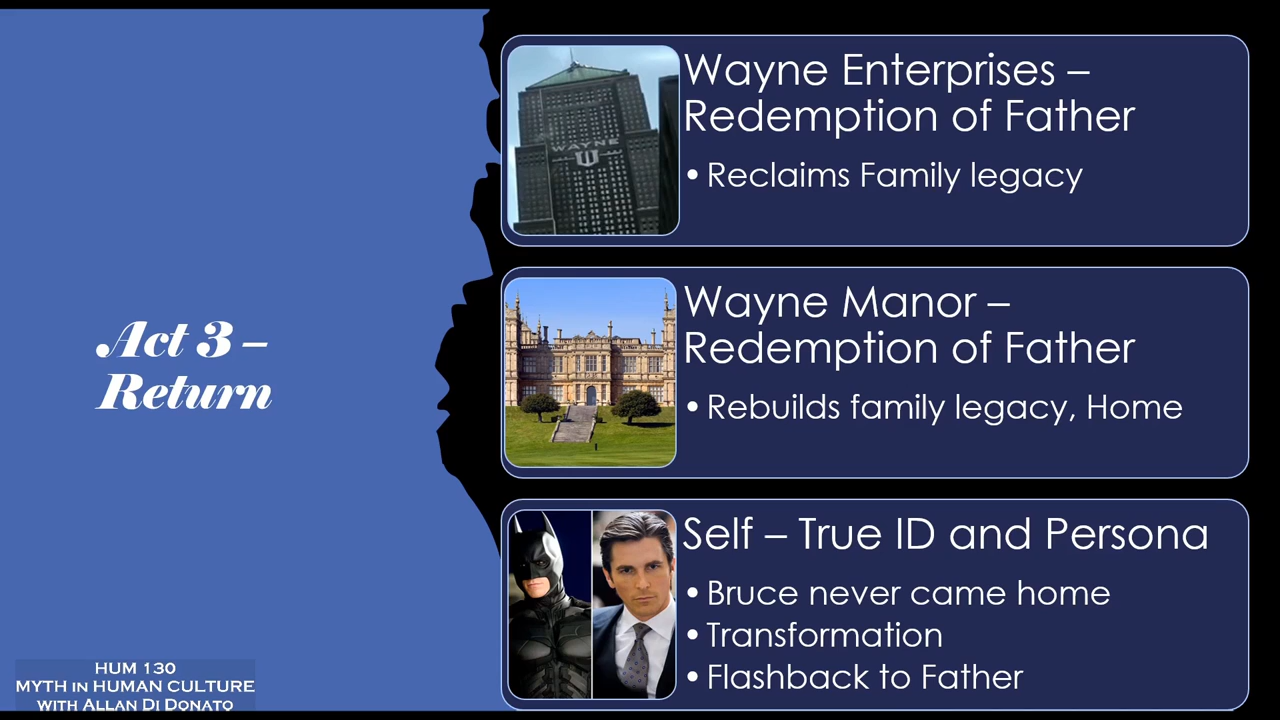 Act 3 –
Return
HUM 130
MYTH IN HUMAN CULTURE
WITH ALLAN DI DONATO
WAYNE
Wayne Enterprises –
Redemption of Father
• Reclaims Family legacy
Wayne Manor –
Redemption of Father
• Rebuilds family legacy, Home
Self – True ID and Persona
• Bruce never came home
• Transformation
• Flashback to Father